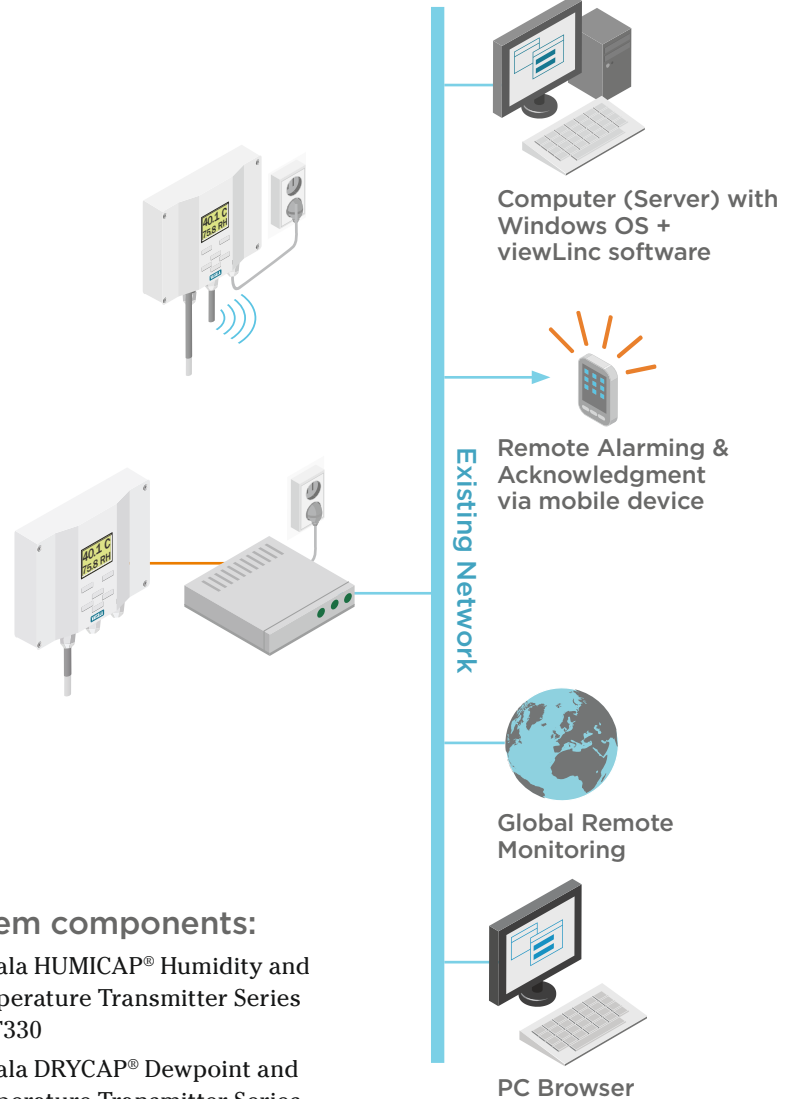 40.1 C
75.8 RH
Computer (Server) with
Windows OS +
viewLinc software
Remote Alarming &
Acknowledgment
via mobile device
Existing Network
40.1 C
75.8 RH
Global Remote
Monitoring
PC Browser
em components:
ala HUMICAP® Humidity and
perature Transmitter Series
T330
ala DRYCAP® Dewpoint and